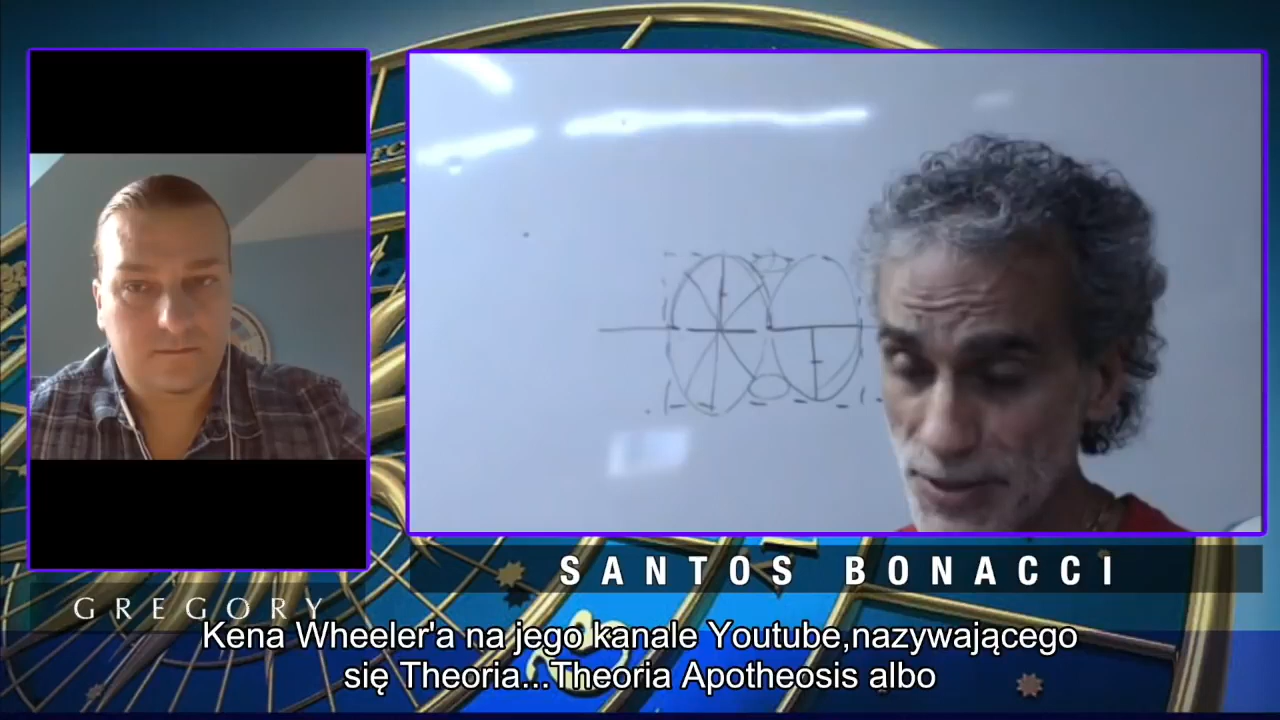 SANTOS BONACCI
GREGORY
Kena Wheeler'a na jego kanale Youtube,nazywającego
się Theoria...Theoria Apotheosis albo